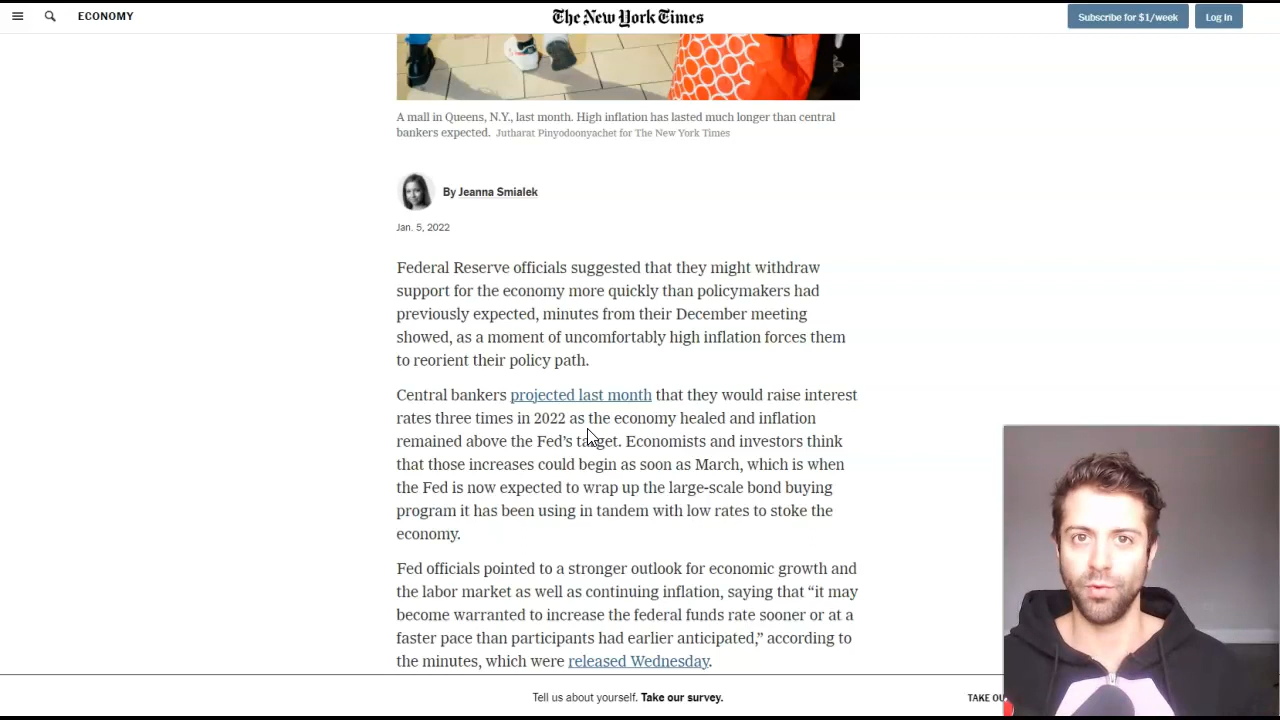 ECONOMY
The New York Times
Subscribe for $1/week
Log In
A mall in Queens, N.Y., last month. High inflation has lasted much longer than central
bankers expected. Jutharat Pinyodoonyachet for The New York Times
By Jeanna Smialek
Jan. 5, 2022
Federal Reserve officials suggested that they might withdraw
support for the economy more quickly than policymakers had
previously expected, minutes from their December meeting
showed, as a moment of uncomfortably high inflation forces them
to reorient their policy path.
Central bankers projected last month that they would raise interest
rates three times in 2022 as the economy healed and inflation
remained above the Fed's target. Economists and investors think
that those increases could begin as soon as March, which is when
the Fed is now expected to wrap up the large-scale bond buying
program it has been using in tandem with low rates to stoke the
economy.
Fed officials pointed to a stronger outlook for economic growth and
the labor market as well as continuing inflation, saying that “it may
become warranted to increase the federal funds rate sooner or at a
faster pace than participants had earlier anticipated,” according to
the minutes, which were released Wednesday.
Tell us about yourself. Take our survey.
TAKE OU